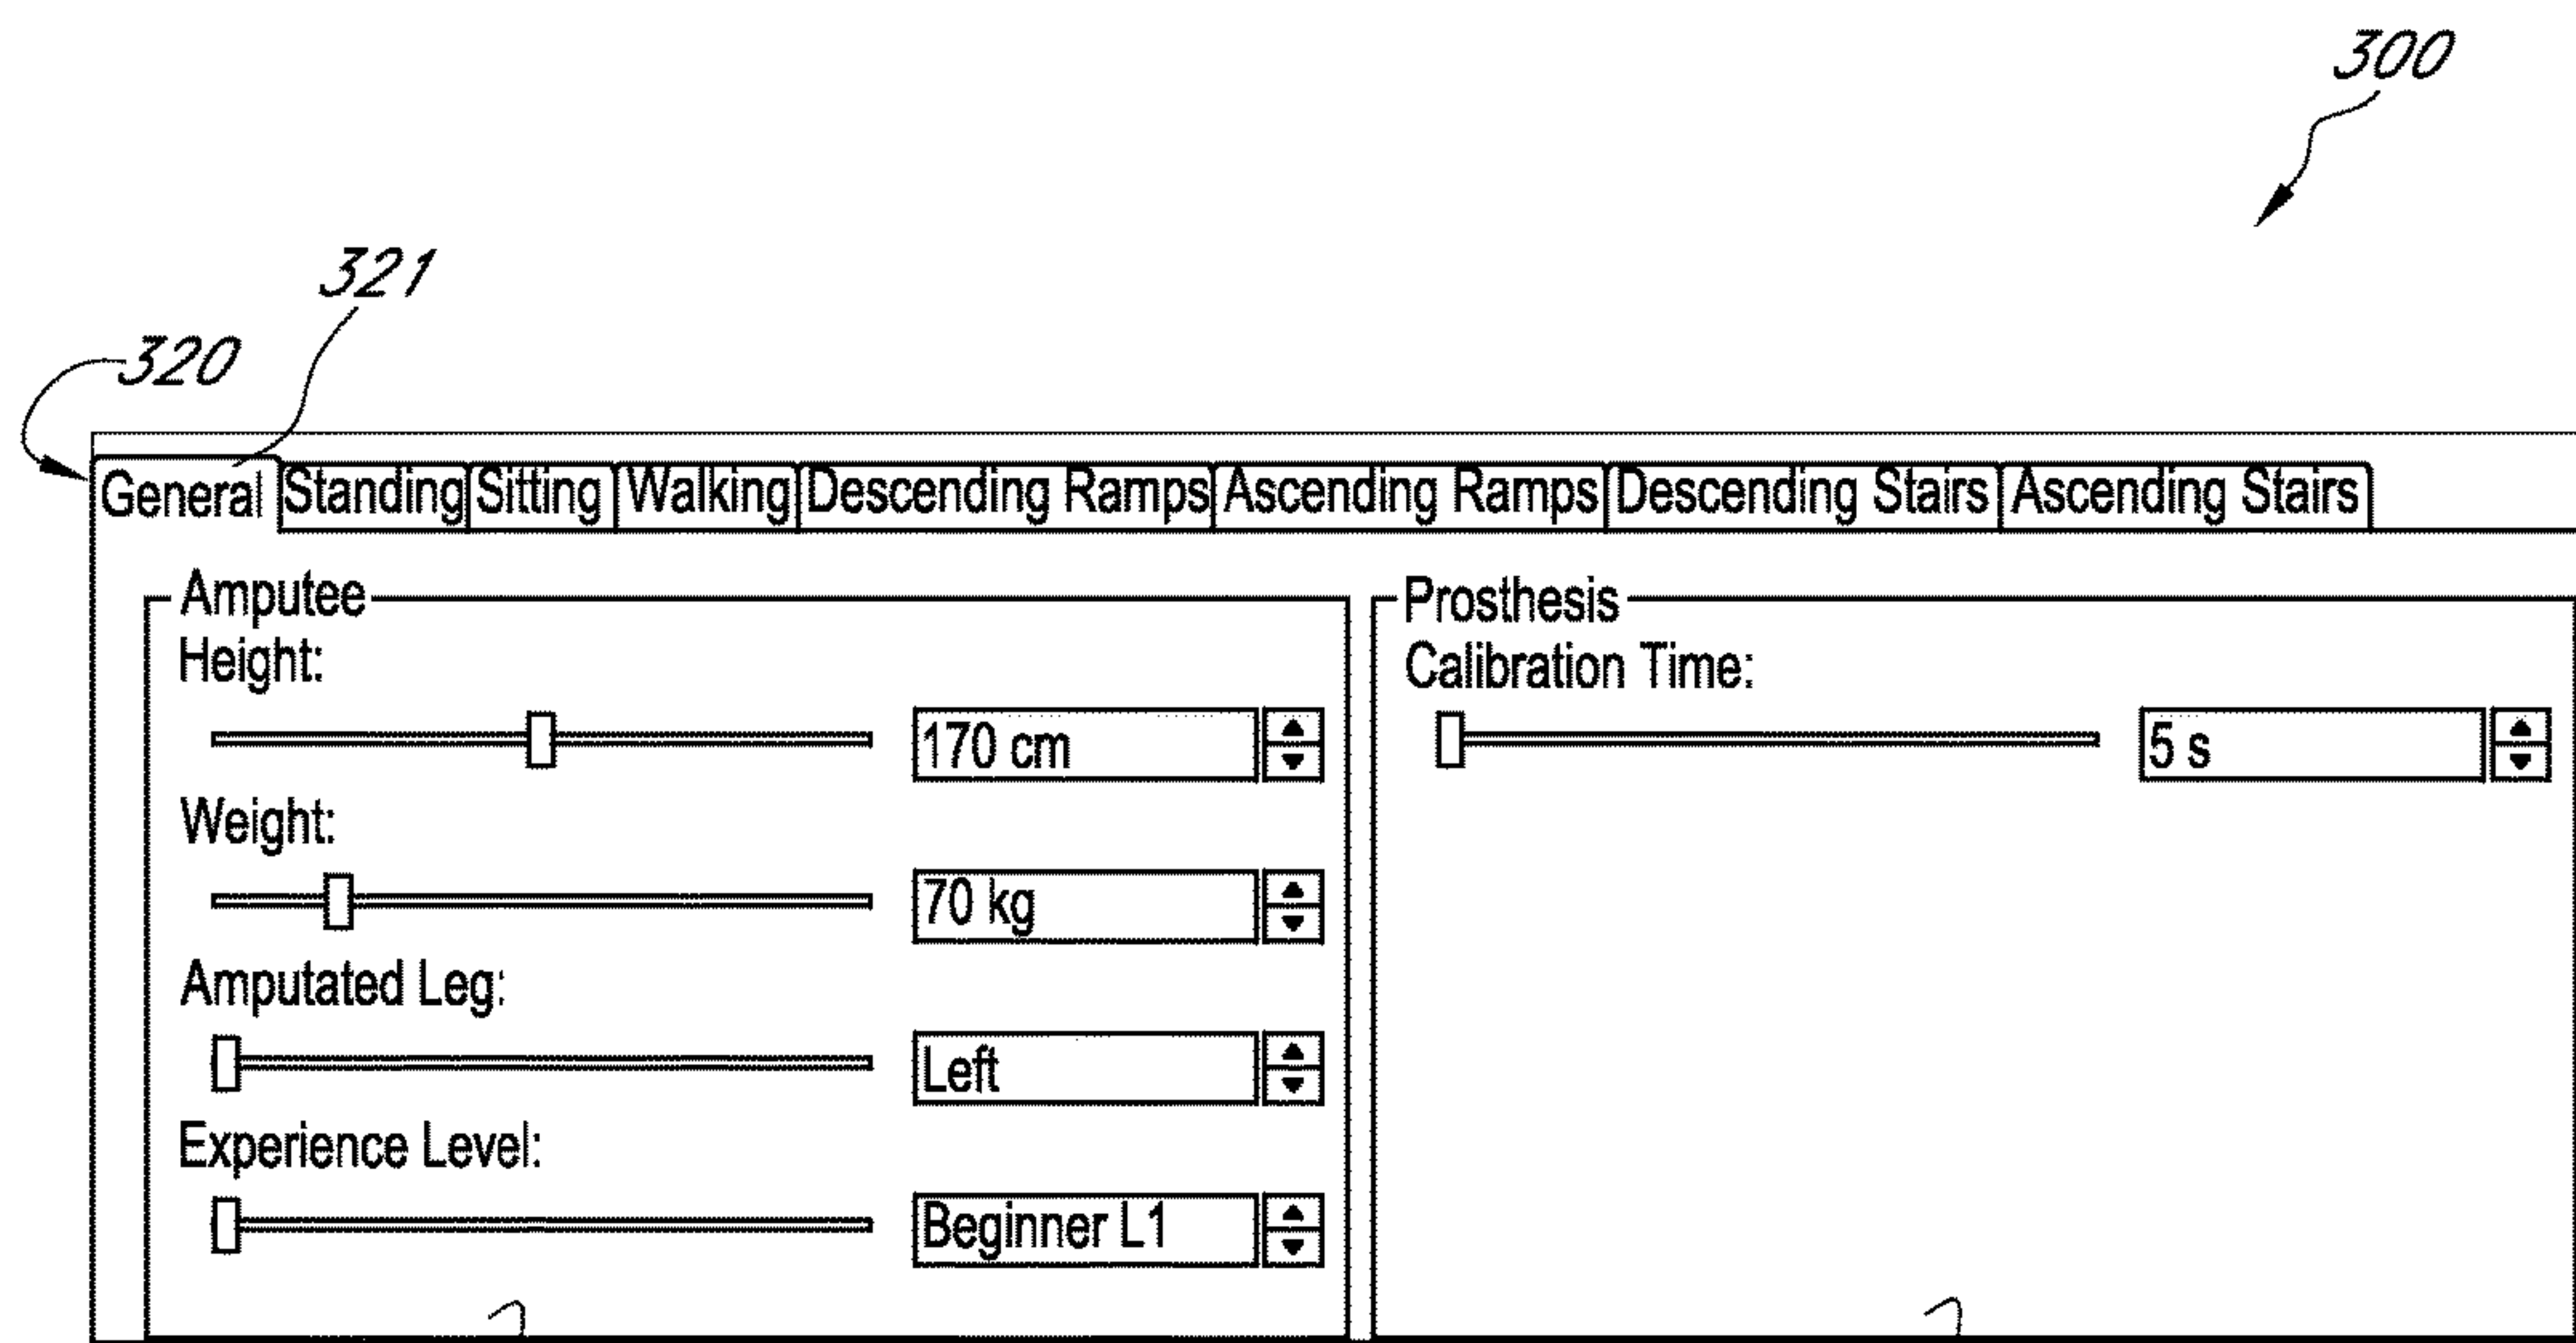 300
321
320
General Standing Sitting Walking Descending Ramps Ascending Ramps Descending Stairs Ascending Stairs
Amputee
Height:
170 cm
Weight:
70 kg
Amputated Leg:
Left
Experience Level:
Beginner L1
Prosthesis
Calibration Time:
5 s